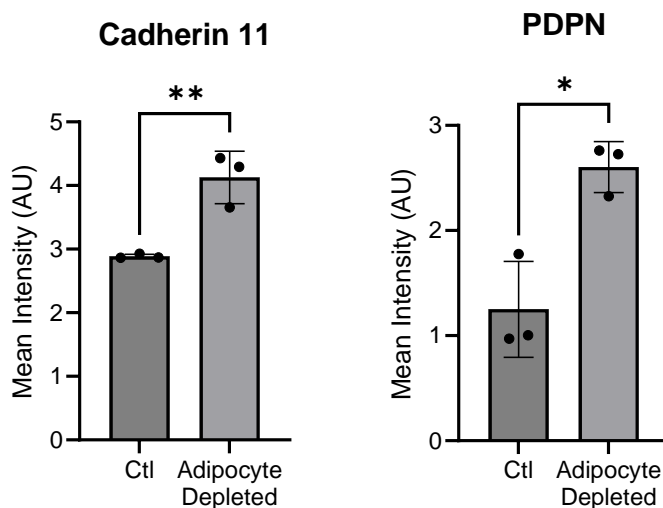 Cadherin 11
**
Mean Intensity (AU)
5
4
3
2
1
0
Ctl
Adipocyte
Depleted
PDPN
*
Mean Intensity (AU)
3
2
1
0
Ctl
Adipocyte
Depleted